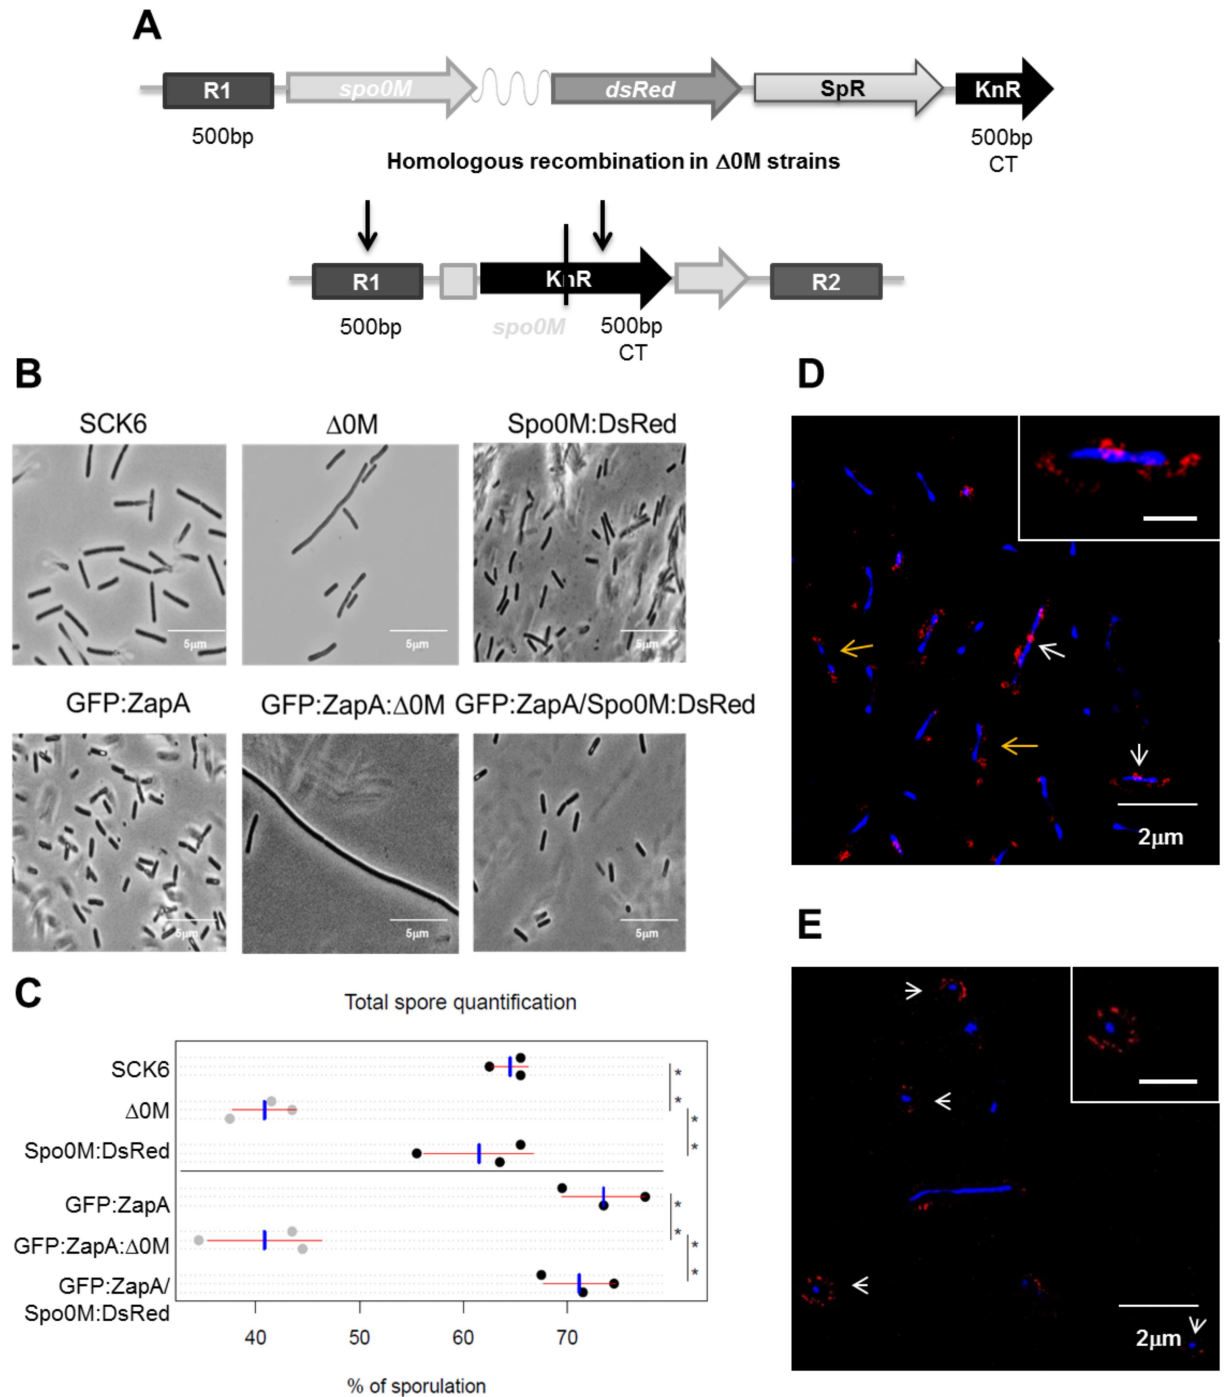 A
R1 spo0M dsRed SpR KnR
500bp 500bp
CT
Homologous recombination in Δ0M strains
R1 KnR R2
500bp spo0M 500bp
CT
B
SCK6 Δ0M Spo0M:DsRed
5μm 5μm 5μm
GFP:ZapA GFP:ZapA:Δ0M GFP:ZapA/Spo0M:DsRed
5μm 5μm 5μm
C
Total spore quantification
SCK6
Δ0M
Spo0M:DsRed
GFP:ZapA
GFP:ZapA:Δ0M
GFP:ZapA/
Spo0M:DsRed
* *
* *
* *
* *
40 50 60 70
% of sporulation
D
2μm
E
2μm